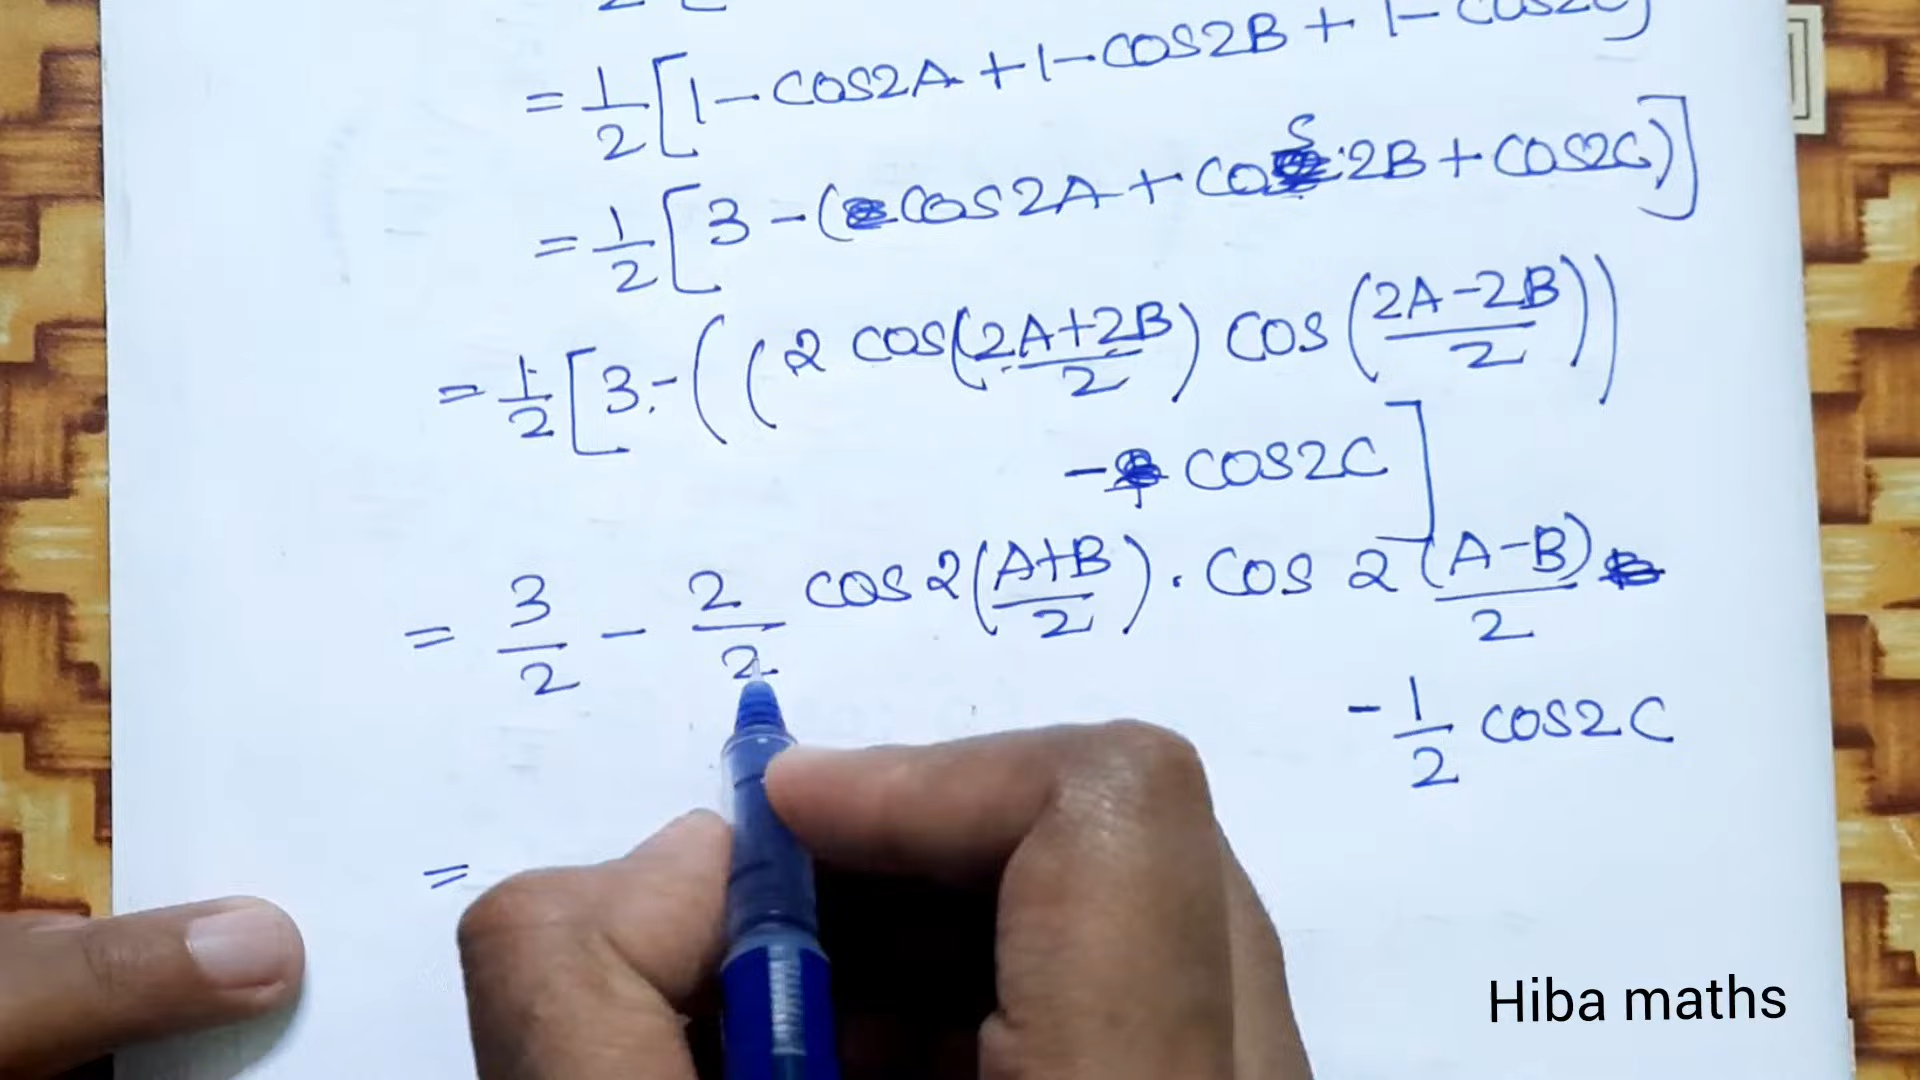 = 1/2 [1 - cos2A + 1 - cos2B + 1 - cos2C]
= 1/2 [3 - (cos2A + cos2B + cos2C)]
= 1/2 [3 - ((2 cos(2A+2B/2) cos(2A-2B/2))
- cos2C]
= 3/2 - 2/2 cos2(A+B/2) . cos 2(A-B)/2
- 1/2 cos2C
=
Hiba maths